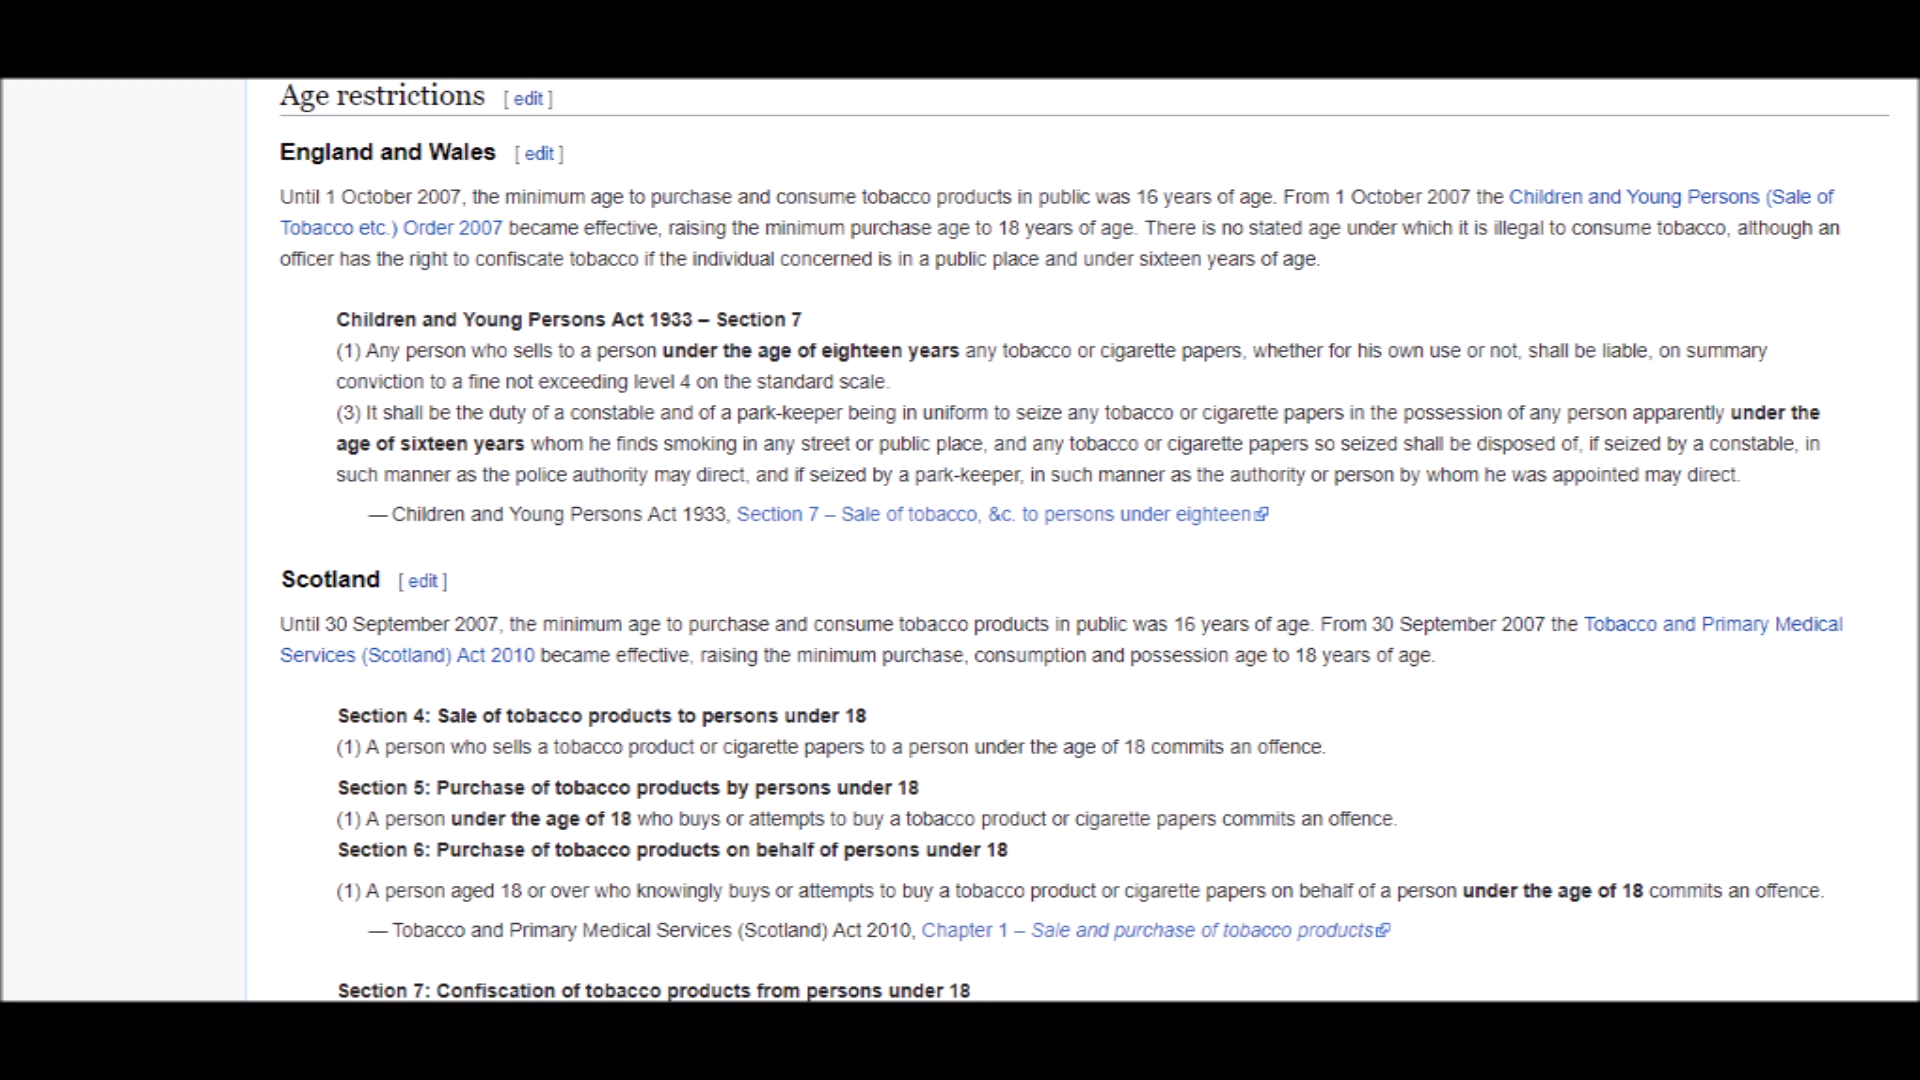 Age restrictions [ edit ]
England and Wales [ edit ]
Until 1 October 2007, the minimum age to purchase and consume tobacco products in public was 16 years of age. From 1 October 2007 the Children and Young Persons (Sale of
Tobacco etc.) Order 2007 became effective, raising the minimum purchase age to 18 years of age. There is no stated age under which it is illegal to consume tobacco, although an
officer has the right to confiscate tobacco if the individual concerned is in a public place and under sixteen years of age.
Children and Young Persons Act 1933 – Section 7
(1) Any person who sells to a person under the age of eighteen years any tobacco or cigarette papers, whether for his own use or not, shall be liable, on summary
conviction to a fine not exceeding level 4 on the standard scale.
(3) It shall be the duty of a constable and of a park-keeper being in uniform to seize any tobacco or cigarette papers in the possession of any person apparently under the
age of sixteen years whom he finds smoking in any street or public place, and any tobacco or cigarette papers so seized shall be disposed of, if seized by a constable, in
such manner as the police authority may direct, and if seized by a park-keeper, in such manner as the authority or person by whom he was appointed may direct.
— Children and Young Persons Act 1933, Section 7 – Sale of tobacco, &c. to persons under eighteen
Scotland [ edit ]
Until 30 September 2007, the minimum age to purchase and consume tobacco products in public was 16 years of age. From 30 September 2007 the Tobacco and Primary Medical
Services (Scotland) Act 2010 became effective, raising the minimum purchase, consumption and possession age to 18 years of age.
Section 4: Sale of tobacco products to persons under 18
(1) A person who sells a tobacco product or cigarette papers to a person under the age of 18 commits an offence.
Section 5: Purchase of tobacco products by persons under 18
(1) A person under the age of 18 who buys or attempts to buy a tobacco product or cigarette papers commits an offence.
Section 6: Purchase of tobacco products on behalf of persons under 18
(1) A person aged 18 or over who knowingly buys or attempts to buy a tobacco product or cigarette papers on behalf of a person under the age of 18 commits an offence.
— Tobacco and Primary Medical Services (Scotland) Act 2010, Chapter 1 – Sale and purchase of tobacco products
Section 7: Confiscation of tobacco products from persons under 18